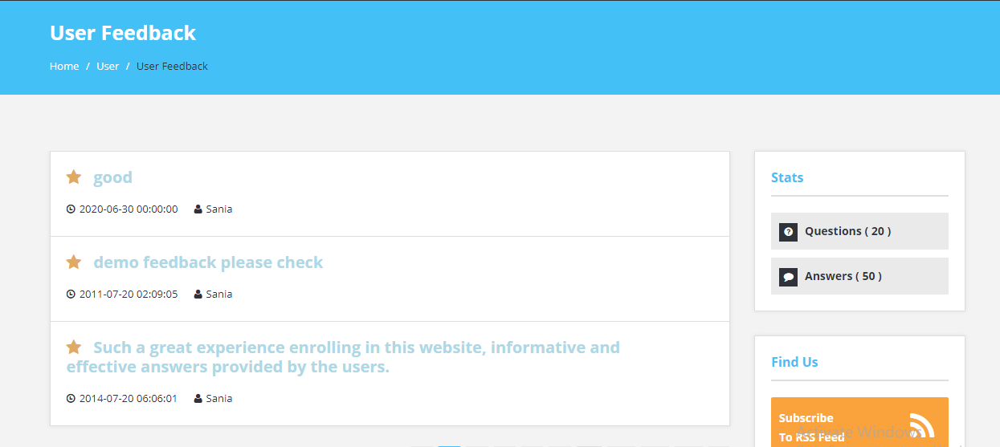 User Feedback
Home / User / User Feedback
good
2020-06-30 00:00:00 Sania
demo feedback please check
2011-07-20 02:09:05 Sania
Such a great experience enrolling in this website, informative and
effective answers provided by the users.
2014-07-20 06:06:01 Sania
Stats
Questions ( 20 )
Answers ( 50 )
Find Us
Subscribe
To RSS Feed
Activate Windows